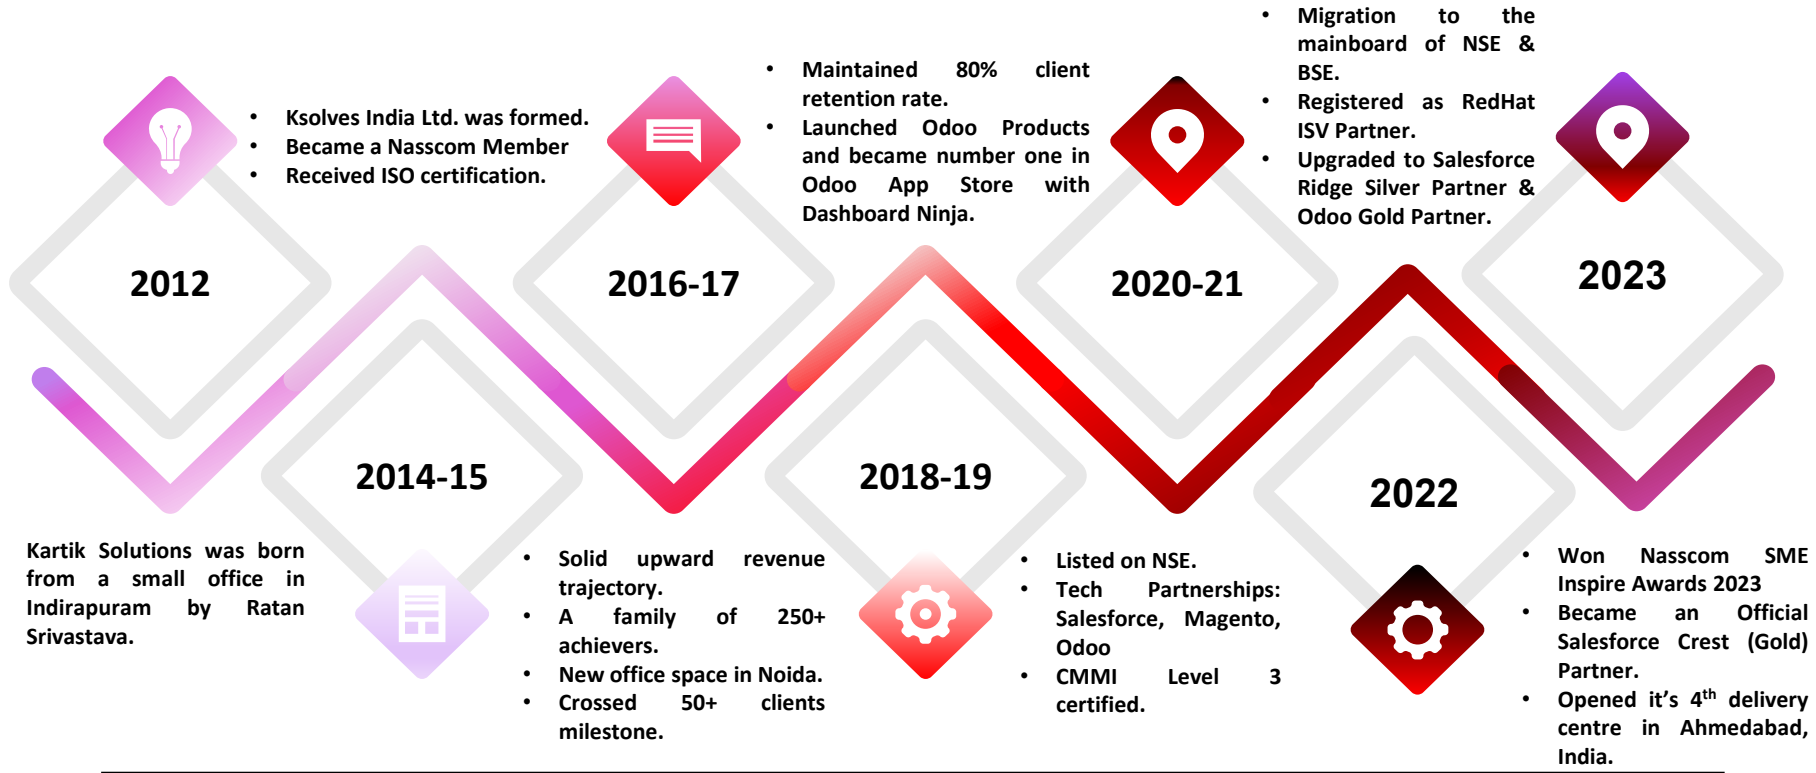 2012
Kartik Solutions was born
from a small office in
Indirapuram by Ratan
Srivastava.
• Ksolves India Ltd. was formed.
• Became a Nasscom Member
• Received ISO certification.
2014-15
• Solid upward revenue
trajectory.
• A family of 250+
achievers.
• New office space in Noida.
• Crossed 50+ clients
milestone.
2016-17
• Maintained 80% client
retention rate.
• Launched Odoo Products
and became number one in
Odoo App Store with
Dashboard Ninja.
2018-19
• Listed on NSE.
• Tech Partnerships:
Salesforce, Magento,
Odoo
• CMMI Level 3
certified.
2020-21
• Migration to the
mainboard of NSE &
BSE.
• Registered as RedHat
ISV Partner.
• Upgraded to Salesforce
Ridge Silver Partner &
Odoo Gold Partner.
2022
2023
• Won Nasscom SME
Inspire Awards 2023
• Became an Official
Salesforce Crest (Gold)
Partner.
• Opened it’s 4th delivery
centre in Ahmedabad,
India.